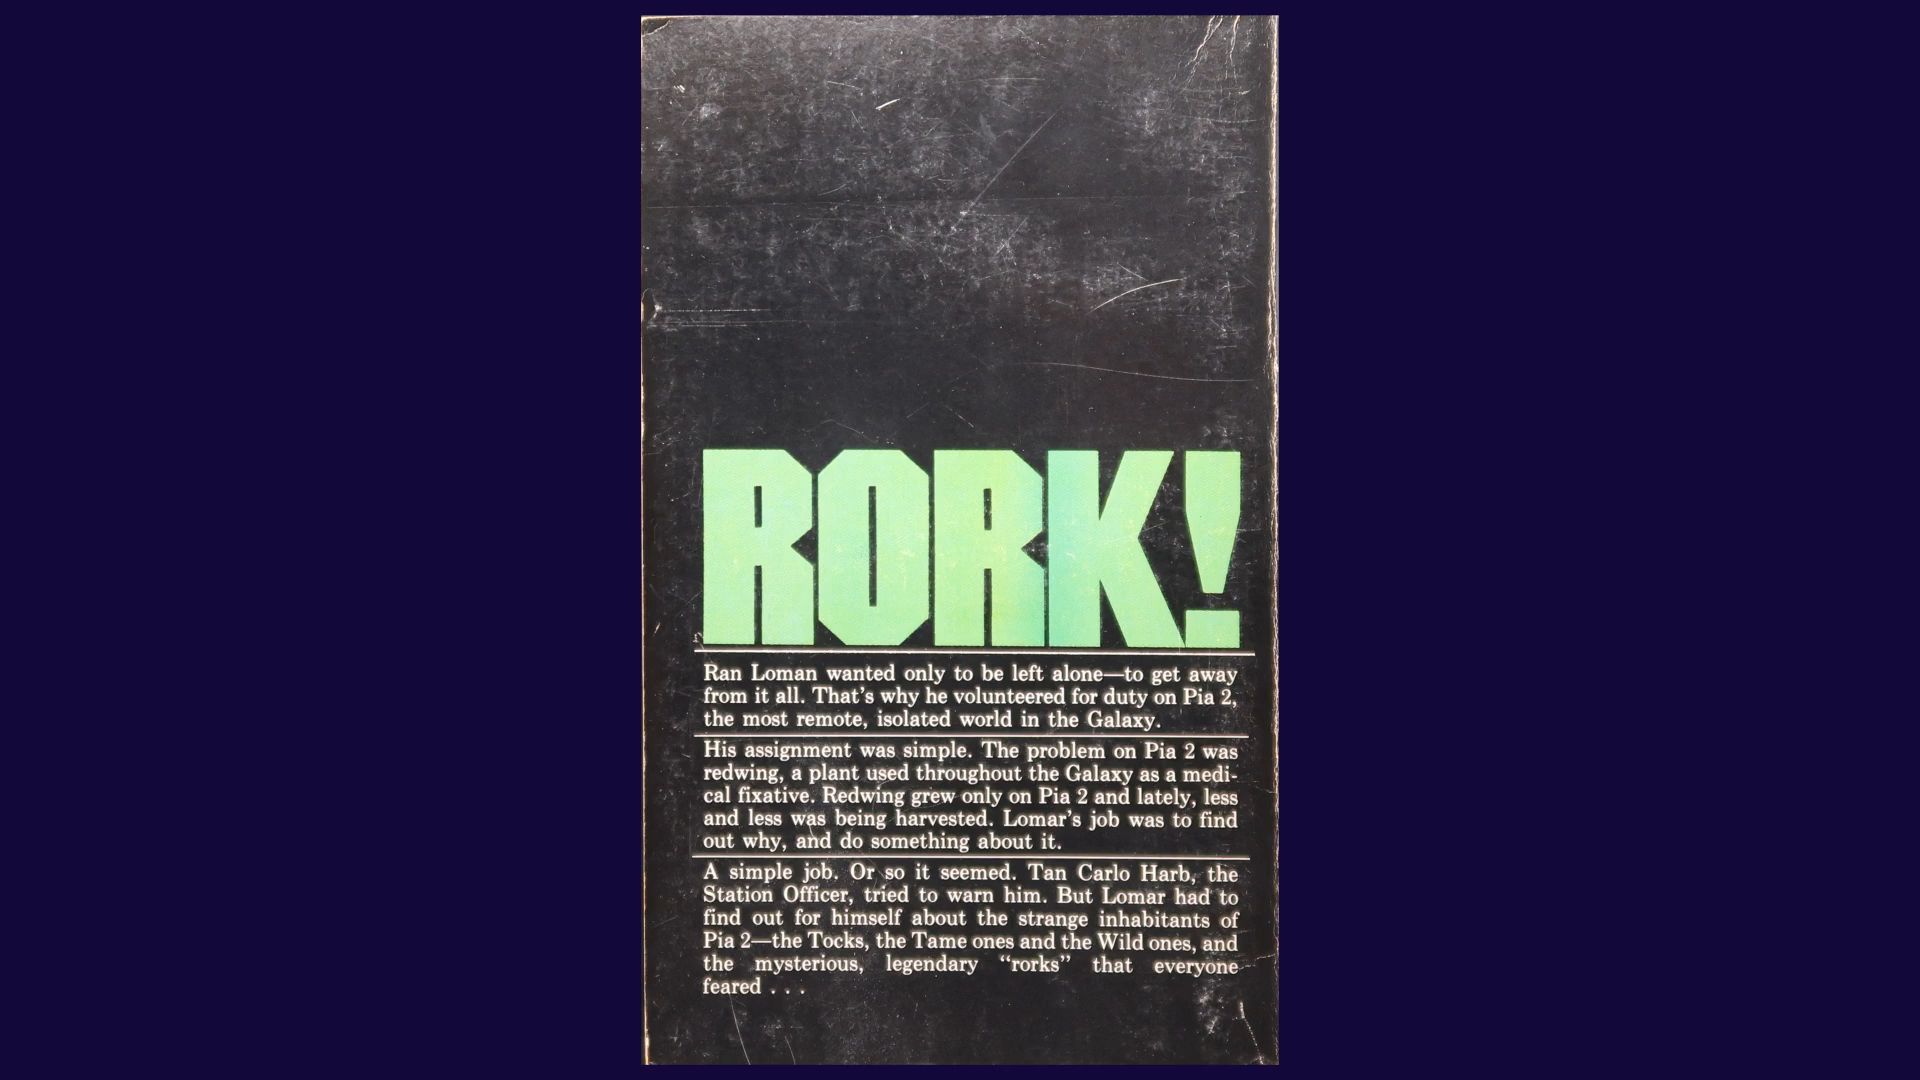 RORK!
Ran Loman wanted only to be left alone—to get away
from it all. That's why he volunteered for duty on Pia 2,
the most remote, isolated world in the Galaxy.
His assignment was simple. The problem on Pia 2 was
redwing, a plant used throughout the Galaxy as a medi-
cal fixative. Redwing grew only on Pia 2 and lately, less
and less was being harvested. Lomar's job was to find
out why, and do something about it.
A simple job. Or so it seemed. Tan Carlo Harb, the
Station Officer, tried to warn him. But Lomar had to
find out for himself about the strange inhabitants of
Pia 2—the Tocks, the Tame ones and the Wild ones, and
the mysterious, legendary “rorks” that everyone
feared . . .